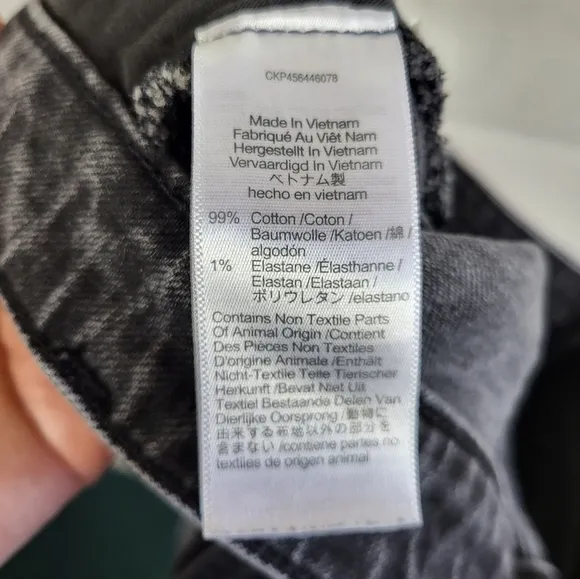 CKP456446078
Made In Vietnam
Fabriqué Au Viêt Nam
Hergestellt In Vietnam
Vervaardigd In Vietnam
ベトナム製
hecho en vietnam
99% Cotton /Coton /
Baumwolle /Katoen /綿 /
algodón
1% Elastane /Élasthanne /
Elastan /Elastaan /
ポリウレタン /elastano
Contains Non Textile Parts
Of Animal Origin /Contient
Des Pièces Non Textiles
D'origine Animale /Enthält
Nicht-Textile Teile Tierischer
Herkunft /Bevat Niet Uit
Textiel Bestaande Delen Van
Dierlijke Oorsprong /動物に
由来する布地以外の部分を
含まない /contiene partes no
textiles de origen animal